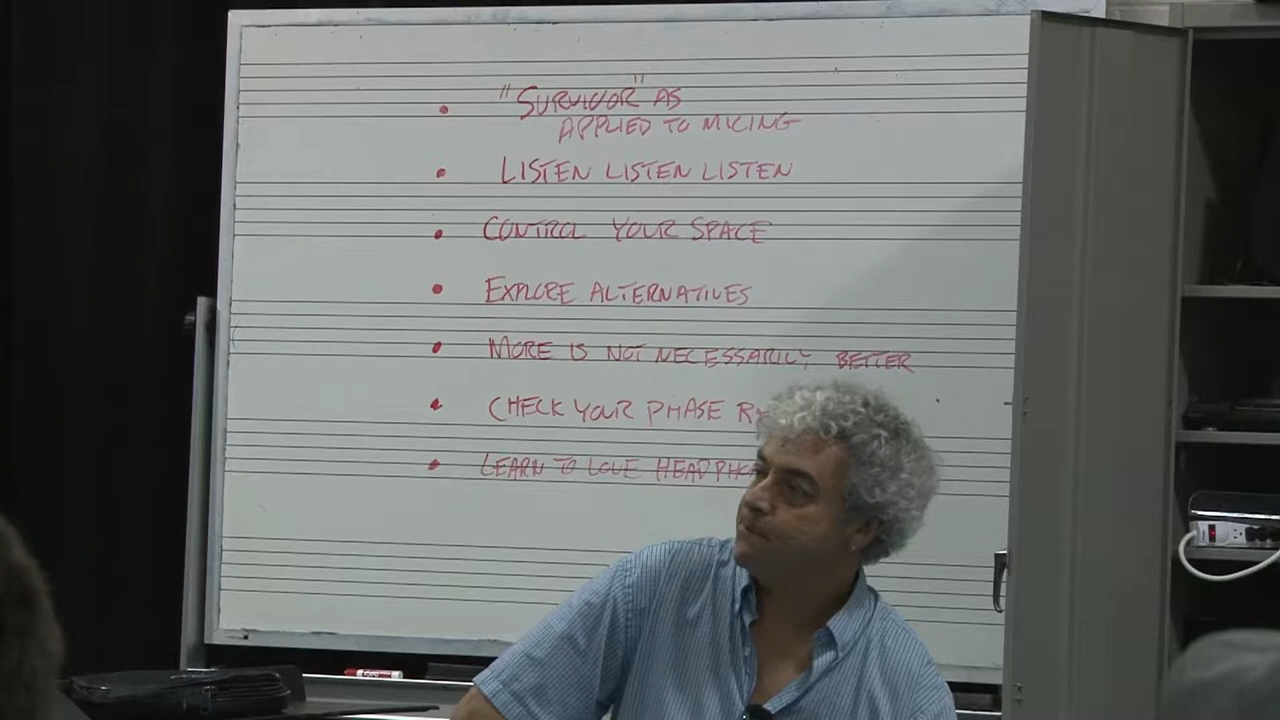 • "SURVIVOR" AS
APPLIED TO MICING
• LISTEN LISTEN LISTEN
• CONTROL YOUR SPACE
• EXPLORE ALTERNATIVES
• MORE IS NOT NECESSARILY BETTER
• CHECK YOUR PHASE
• LEARN TO LOVE